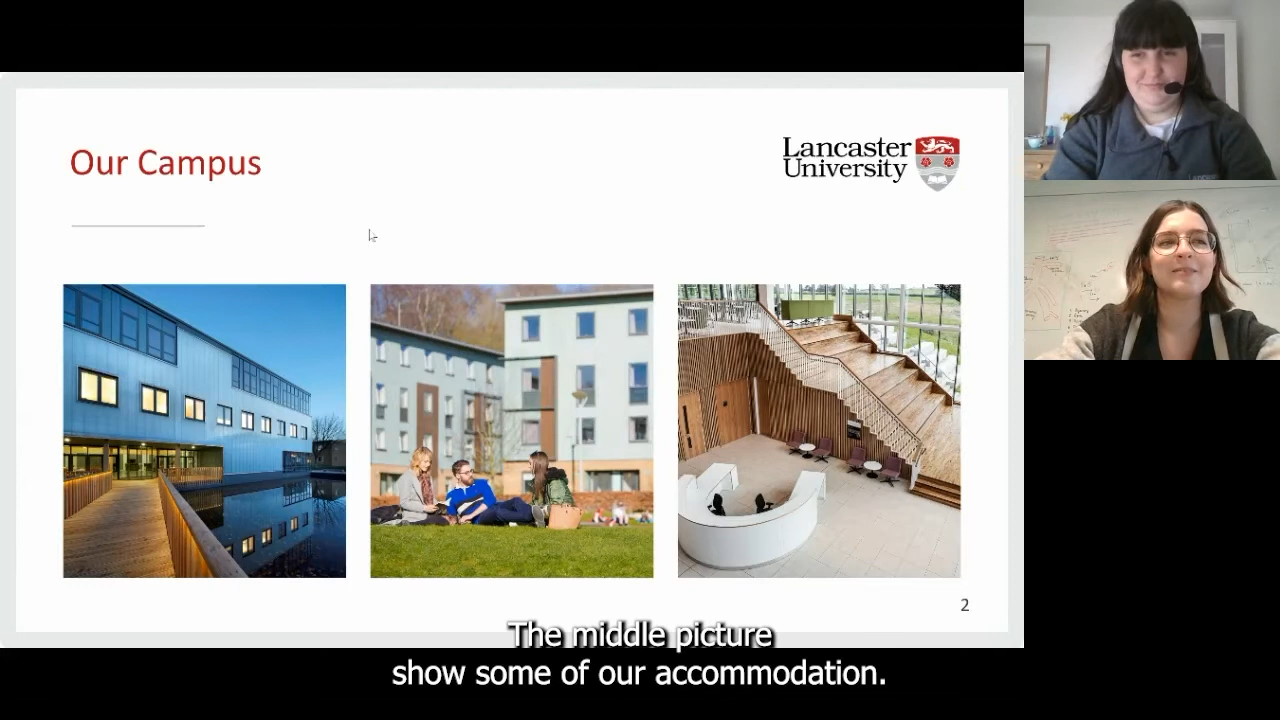 Our Campus
Lancaster
University
2
The middle picture
show some of our accommodation.